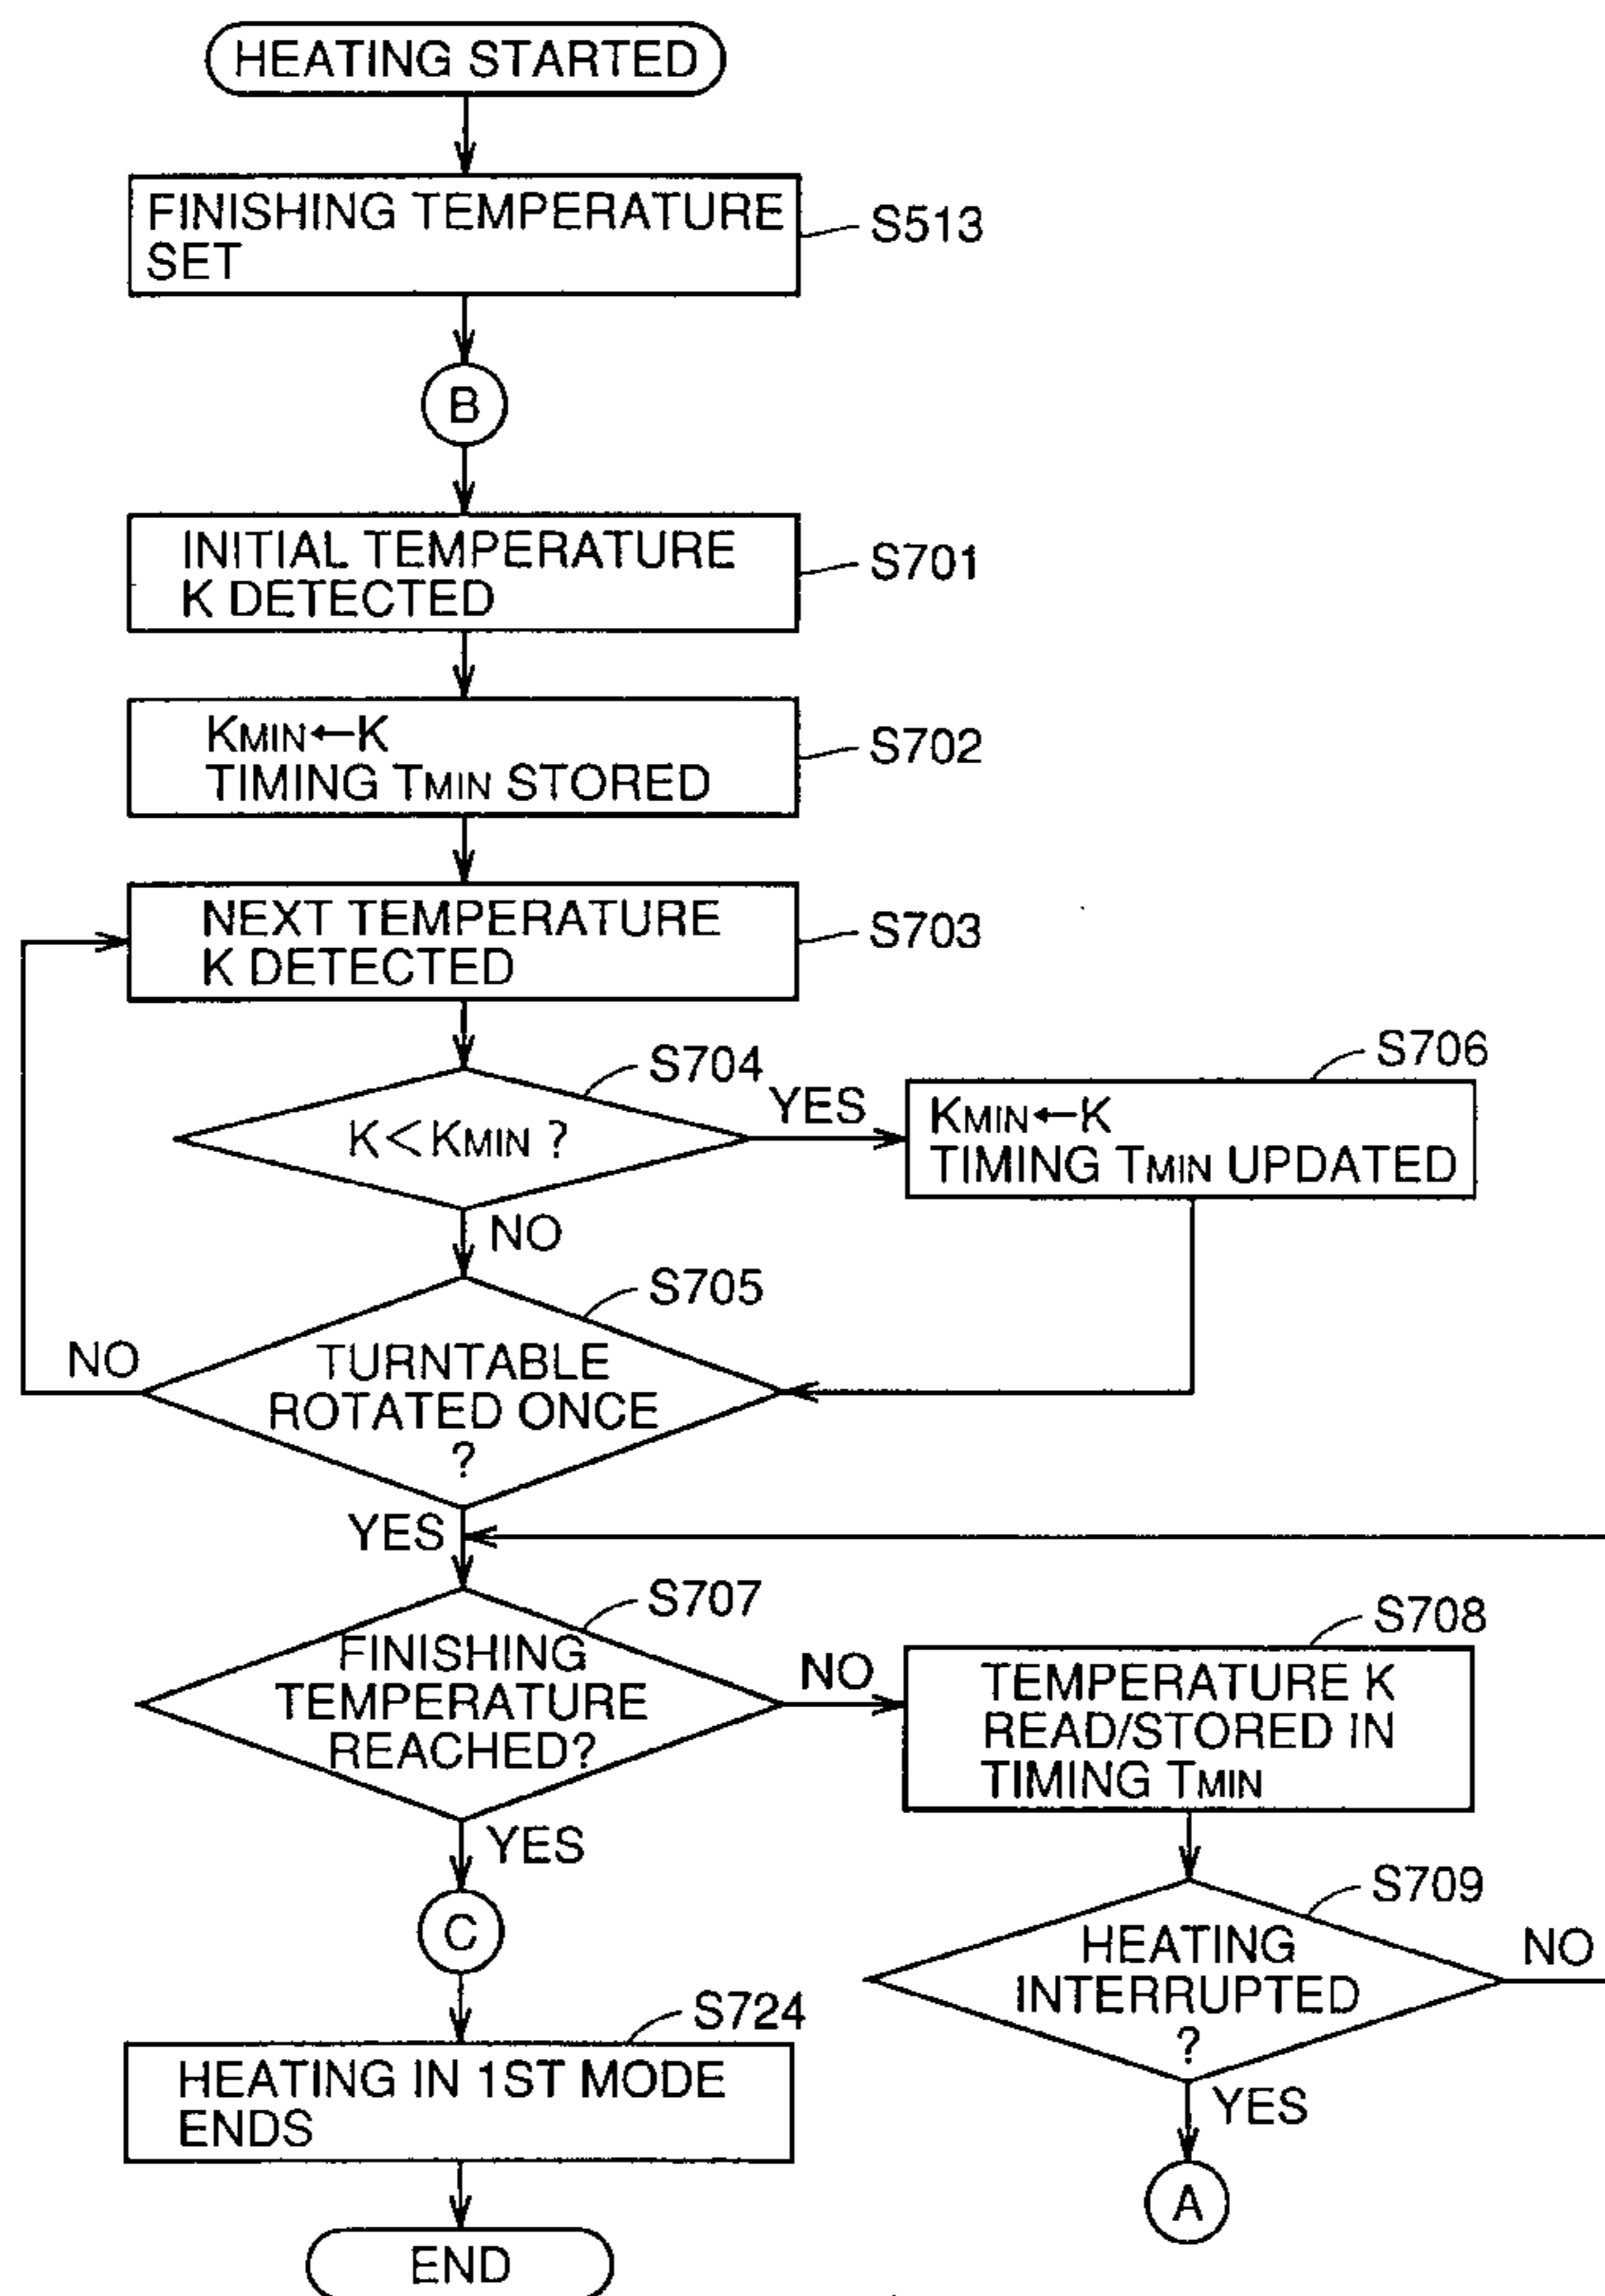 HEATING STARTED
FINISHING TEMPERATURE
SET
S513
B
INITIAL TEMPERATURE
K DETECTED
S701
KMIN←K
TIMING TMIN STORED
S702
NEXT TEMPERATURE
K DETECTED
S703
S704
K<KMIN ?
YES
S706
KMIN←K
TIMING TMIN UPDATED
NO
S705
TURNTABLE
ROTATED ONCE
?
NO
YES
S707
FINISHING
TEMPERATURE
REACHED?
NO
S708
TEMPERATURE K
READ/STORED IN
TIMING TMIN
YES
C
S709
HEATING
INTERRUPTED
?
NO
YES
A
S724
HEATING IN 1ST MODE
ENDS
END